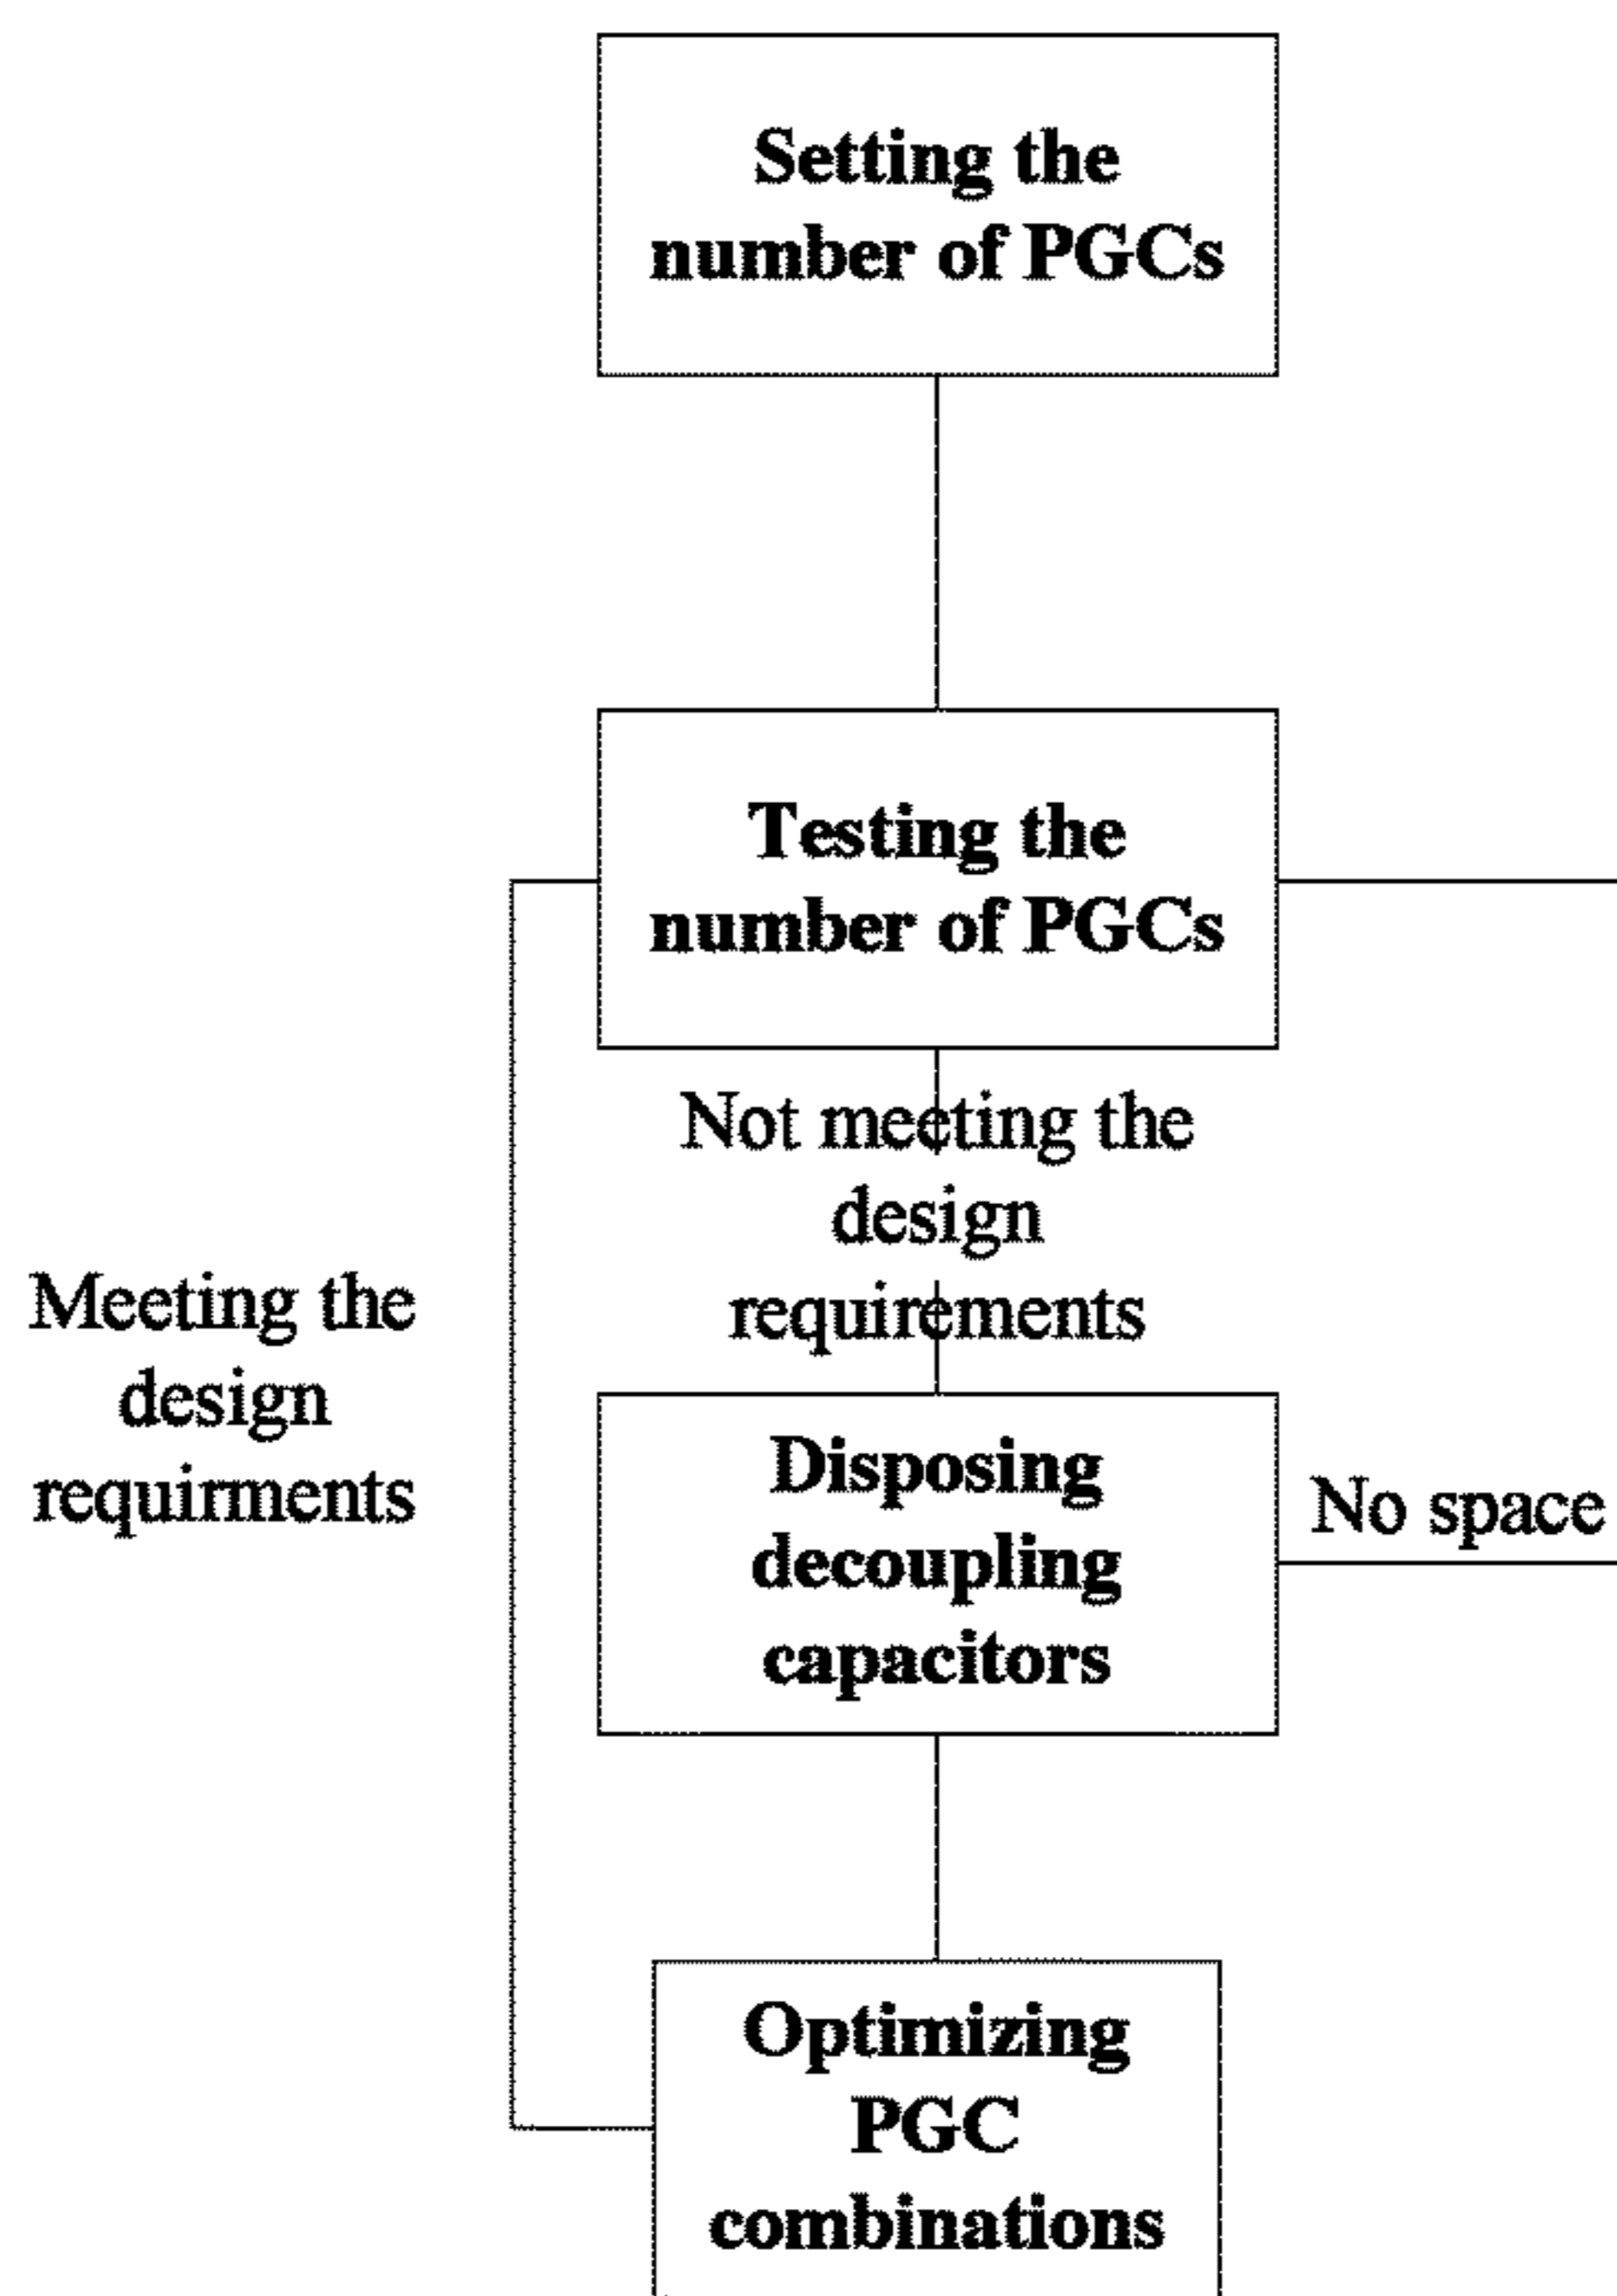 Setting the
number of PGCs
Testing the
number of PGCs
Not meeting the
design
requirements
Meeting the
design
requirments
Disposing
decoupling
capacitors
No space
Optimizing
PGC
combinations